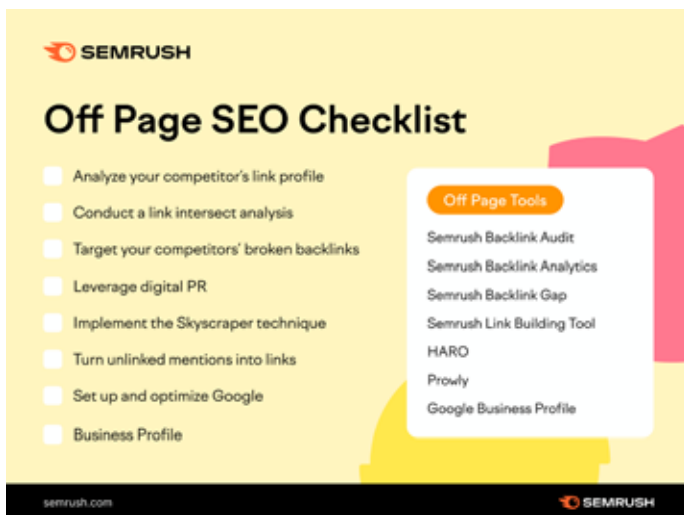 SEMRUSH
Off Page SEO Checklist
Analyze your competitor's link profile
Conduct a link intersect analysis
Target your competitors' broken backlinks
Leverage digital PR
Implement the Skyscraper technique
Turn unlinked mentions into links
Set up and optimize Google
Business Profile
Off Page Tools
Semrush Backlink Audit
Semrush Backlink Analytics
Semrush Backlink Gap
Semrush Link Building Tool
HARO
Prowly
Google Business Profile
semrush.com
SEMRUSH